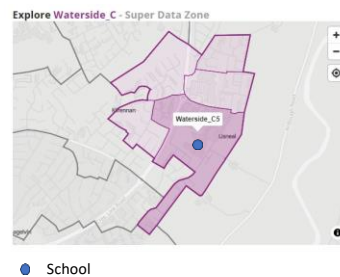 Explore Waterside_C - Super Data Zone
+
−
Waterside_C5
Lisneal
School